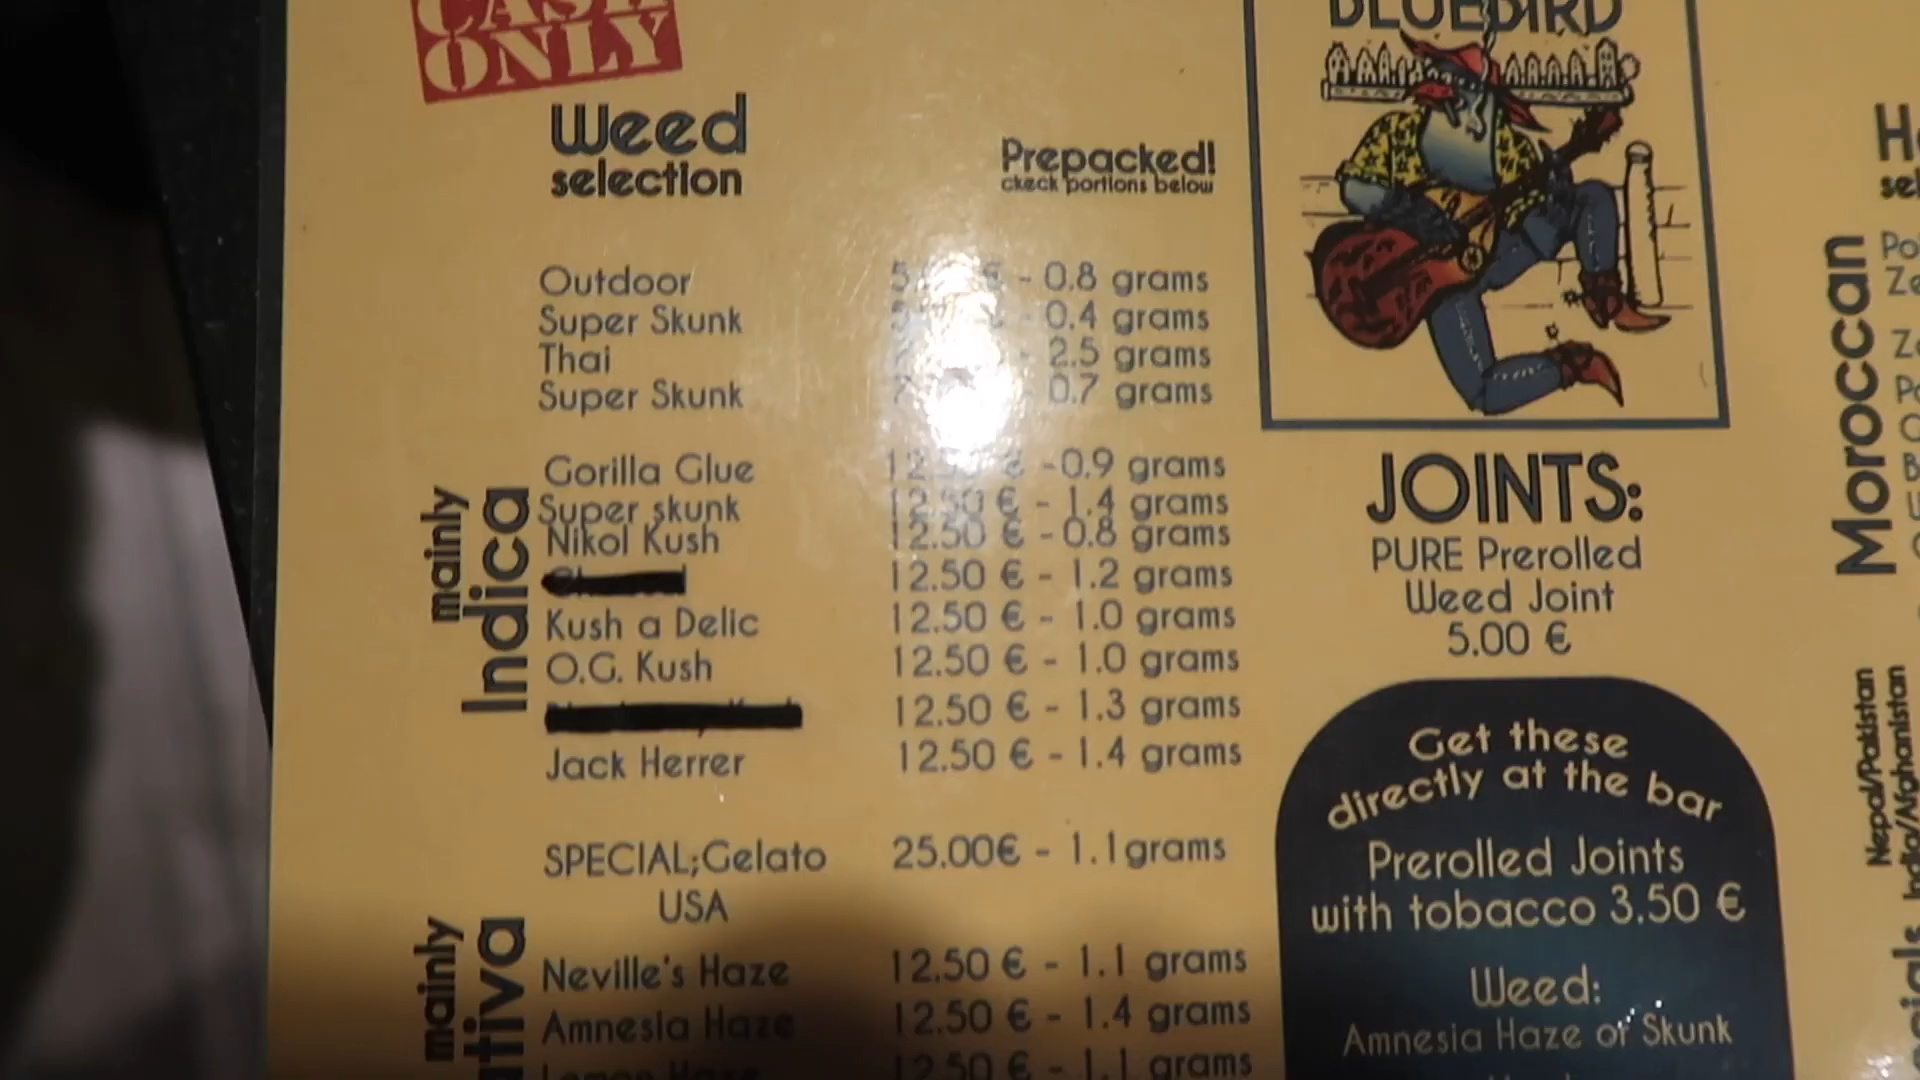 CASH
ONLY
Weed
selection
Prepacked!
ckeck portions below
Outdoor - 0.8 grams
Super Skunk - 0.4 grams
Thai - 2.5 grams
Super Skunk 0.7 grams
mainly
Indica
Gorilla Glue € -0.9 grams
Super skunk 12.50 € - 1.4 grams
Nikol Kush 12.50 € - 0.8 grams
12.50 € - 1.2 grams
Kush a Delic 12.50 € - 1.0 grams
O.G. Kush 12.50 € - 1.0 grams
12.50 € - 1.3 grams
Jack Herrer 12.50 € - 1.4 grams
SPECIAL;Gelato 25.00€ - 1.1grams
USA
mainly
Neville's Haze 12.50 € - 1.1 grams
Amnesia Haze 12.50 € - 1.4 grams
Lemon Haze 12.50 € - 1.1 grams
BLUEBIRD
JOINTS:
PURE Prerolled
Weed Joint
5.00 €
Get these
directly at the bar
Prerolled Joints
with tobacco 3.50 €
Weed:
Amnesia Haze or Skunk
Moroccan
Nepal/Pakistan
India/Afghanistan